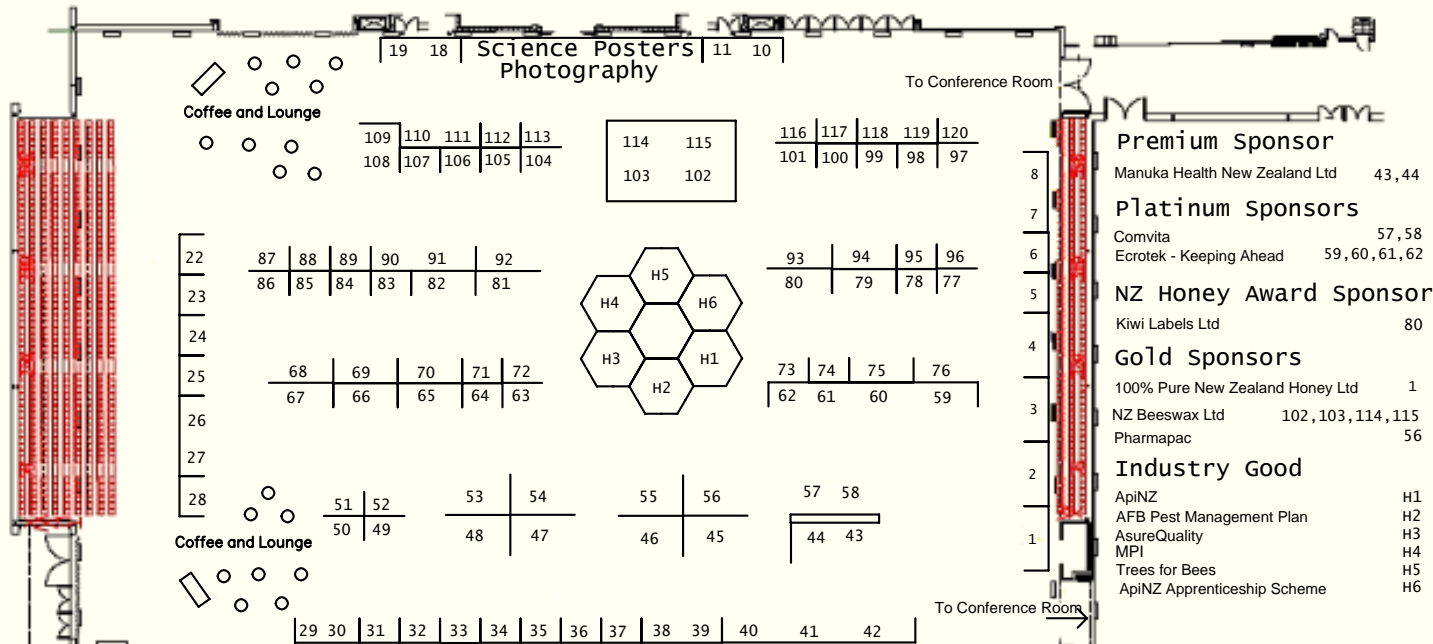 19 18 Science Posters 11 10
Photography
To Conference Room
Coffee and Lounge
109 110 111 112 113
108 107 106 105 104
114 115
103 102
116 117 118 119 120
101 100 99 98 97
87 88 89 90 91 92
86 85 84 83 82 81
93 94 95 96
80 79 78 77
22
23
24
25
26
27
28
H5
H4 H6
H3 H1
H2
8
7
6
5
4
3
2
1
68 69 70 71 72
67 66 65 64 63
73 74 75 76
62 61 60 59
51 52
50 49
53 54
48 47
55 56
46 45
57 58
44 43
Coffee and Lounge
To Conference Room
29 30 31 32 33 34 35 36 37 38 39 40 41 42
Premium Sponsor
Manuka Health New Zealand Ltd 43,44
Platinum Sponsors
Comvita 57,58
Ecrotek - Keeping Ahead 59,60,61,62
NZ Honey Award Sponsor
Kiwi Labels Ltd 80
Gold Sponsors
100% Pure New Zealand Honey Ltd 1
NZ Beeswax Ltd 102,103,114,115
Pharmapac 56
Industry Good
ApiNZ H1
AFB Pest Management Plan H2
AsureQuality H3
MPI H4
Trees for Bees H5
ApiNZ Apprenticeship Scheme H6